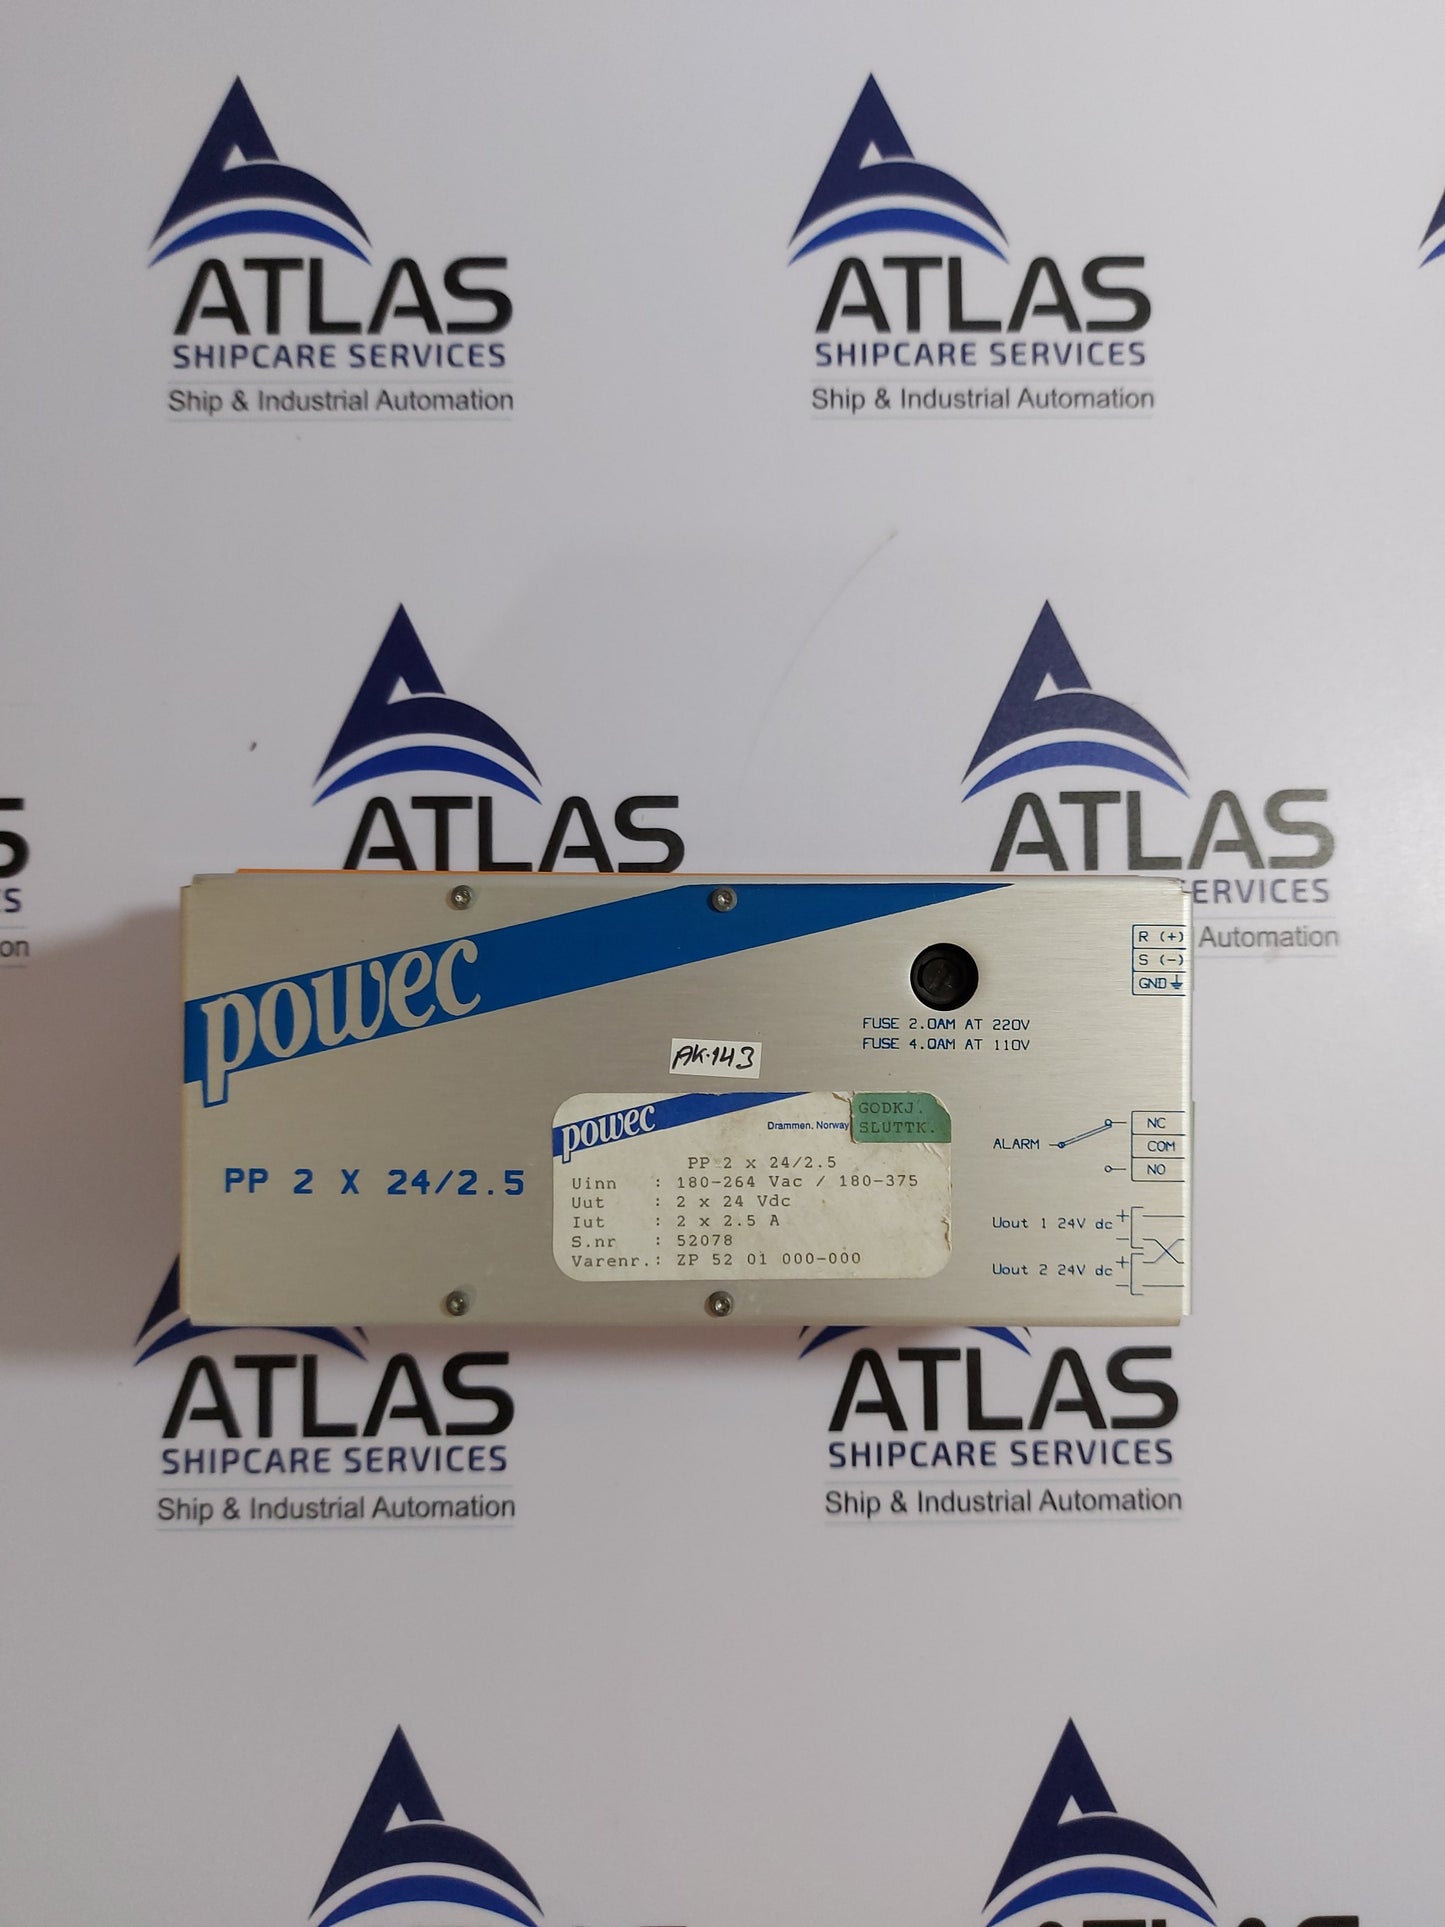 ATLAS
SHIPCARE SERVICES
Ship & Industrial Automation
ATLAS
SHIPCARE SERVICES
Ship & Industrial Automation
ATLAS
ATLAS
ERVICES
Automation
S
S
on
powec
R (+)
S (-)
GND
FUSE 2.0AM AT 220V
FUSE 4.0AM AT 110V
AK-143
powec
Drammen, Norway
GODKJ.
SLUTTK.
PP 2 X 24/2.5
PP 2 x 24/2.5
Uinn : 180-264 Vac / 180-375
Uut : 2 x 24 Vdc
Iut : 2 x 2.5 A
S.nr : 52078
Varenr.: ZP 52 01 000-000
ALARM
NC
COM
NO
Uout 1 24V dc + -
Uout 2 24V dc + -
ATLAS
SHIPCARE SERVICES
Ship & Industrial Automation
ATLAS
SHIPCARE SERVICES
Ship & Industrial Automation